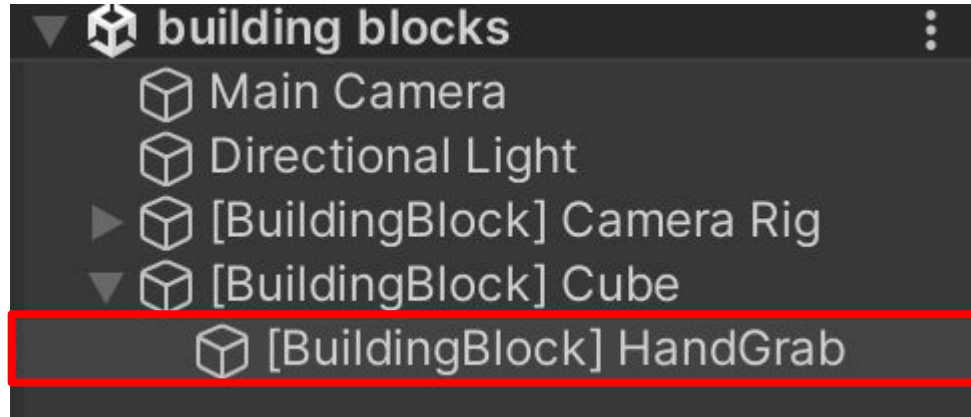 building blocks
Main Camera
Directional Light
[BuildingBlock] Camera Rig
[BuildingBlock] Cube
[BuildingBlock] HandGrab